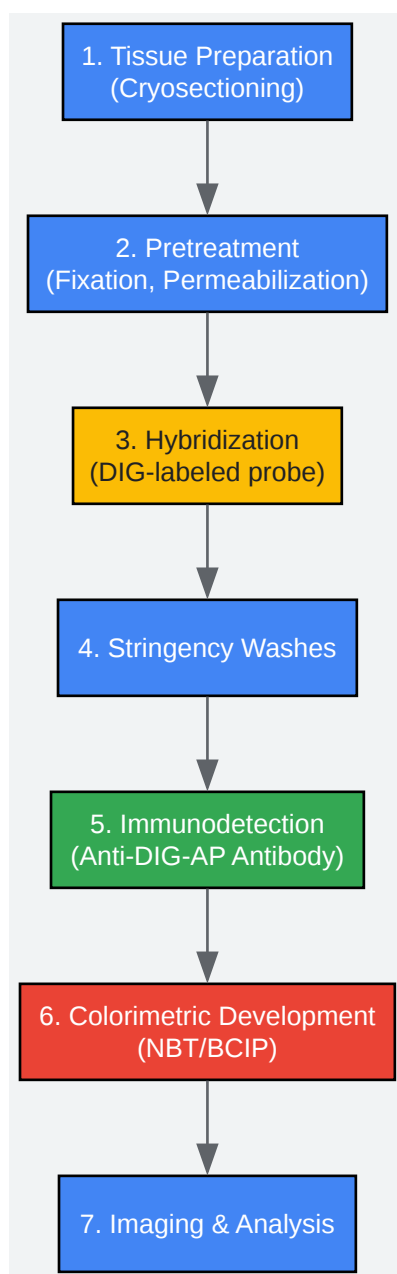 1. Tissue Preparation
(Cryosectioning)
2. Pretreatment
(Fixation, Permeabilization)
3. Hybridization
(DIG-labeled probe)
4. Stringency Washes
5. Immunodetection
(Anti-DIG-AP Antibody)
6. Colorimetric Development
(NBT/BCIP)
7. Imaging & Analysis